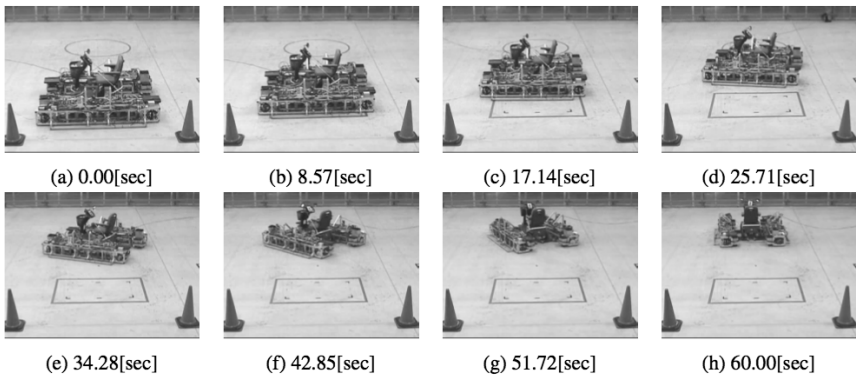 (a) 0.00[sec]
(b) 8.57[sec]
(c) 17.14[sec]
(d) 25.71[sec]
(e) 34.28[sec]
(f) 42.85[sec]
(g) 51.72[sec]
(h) 60.00[sec]